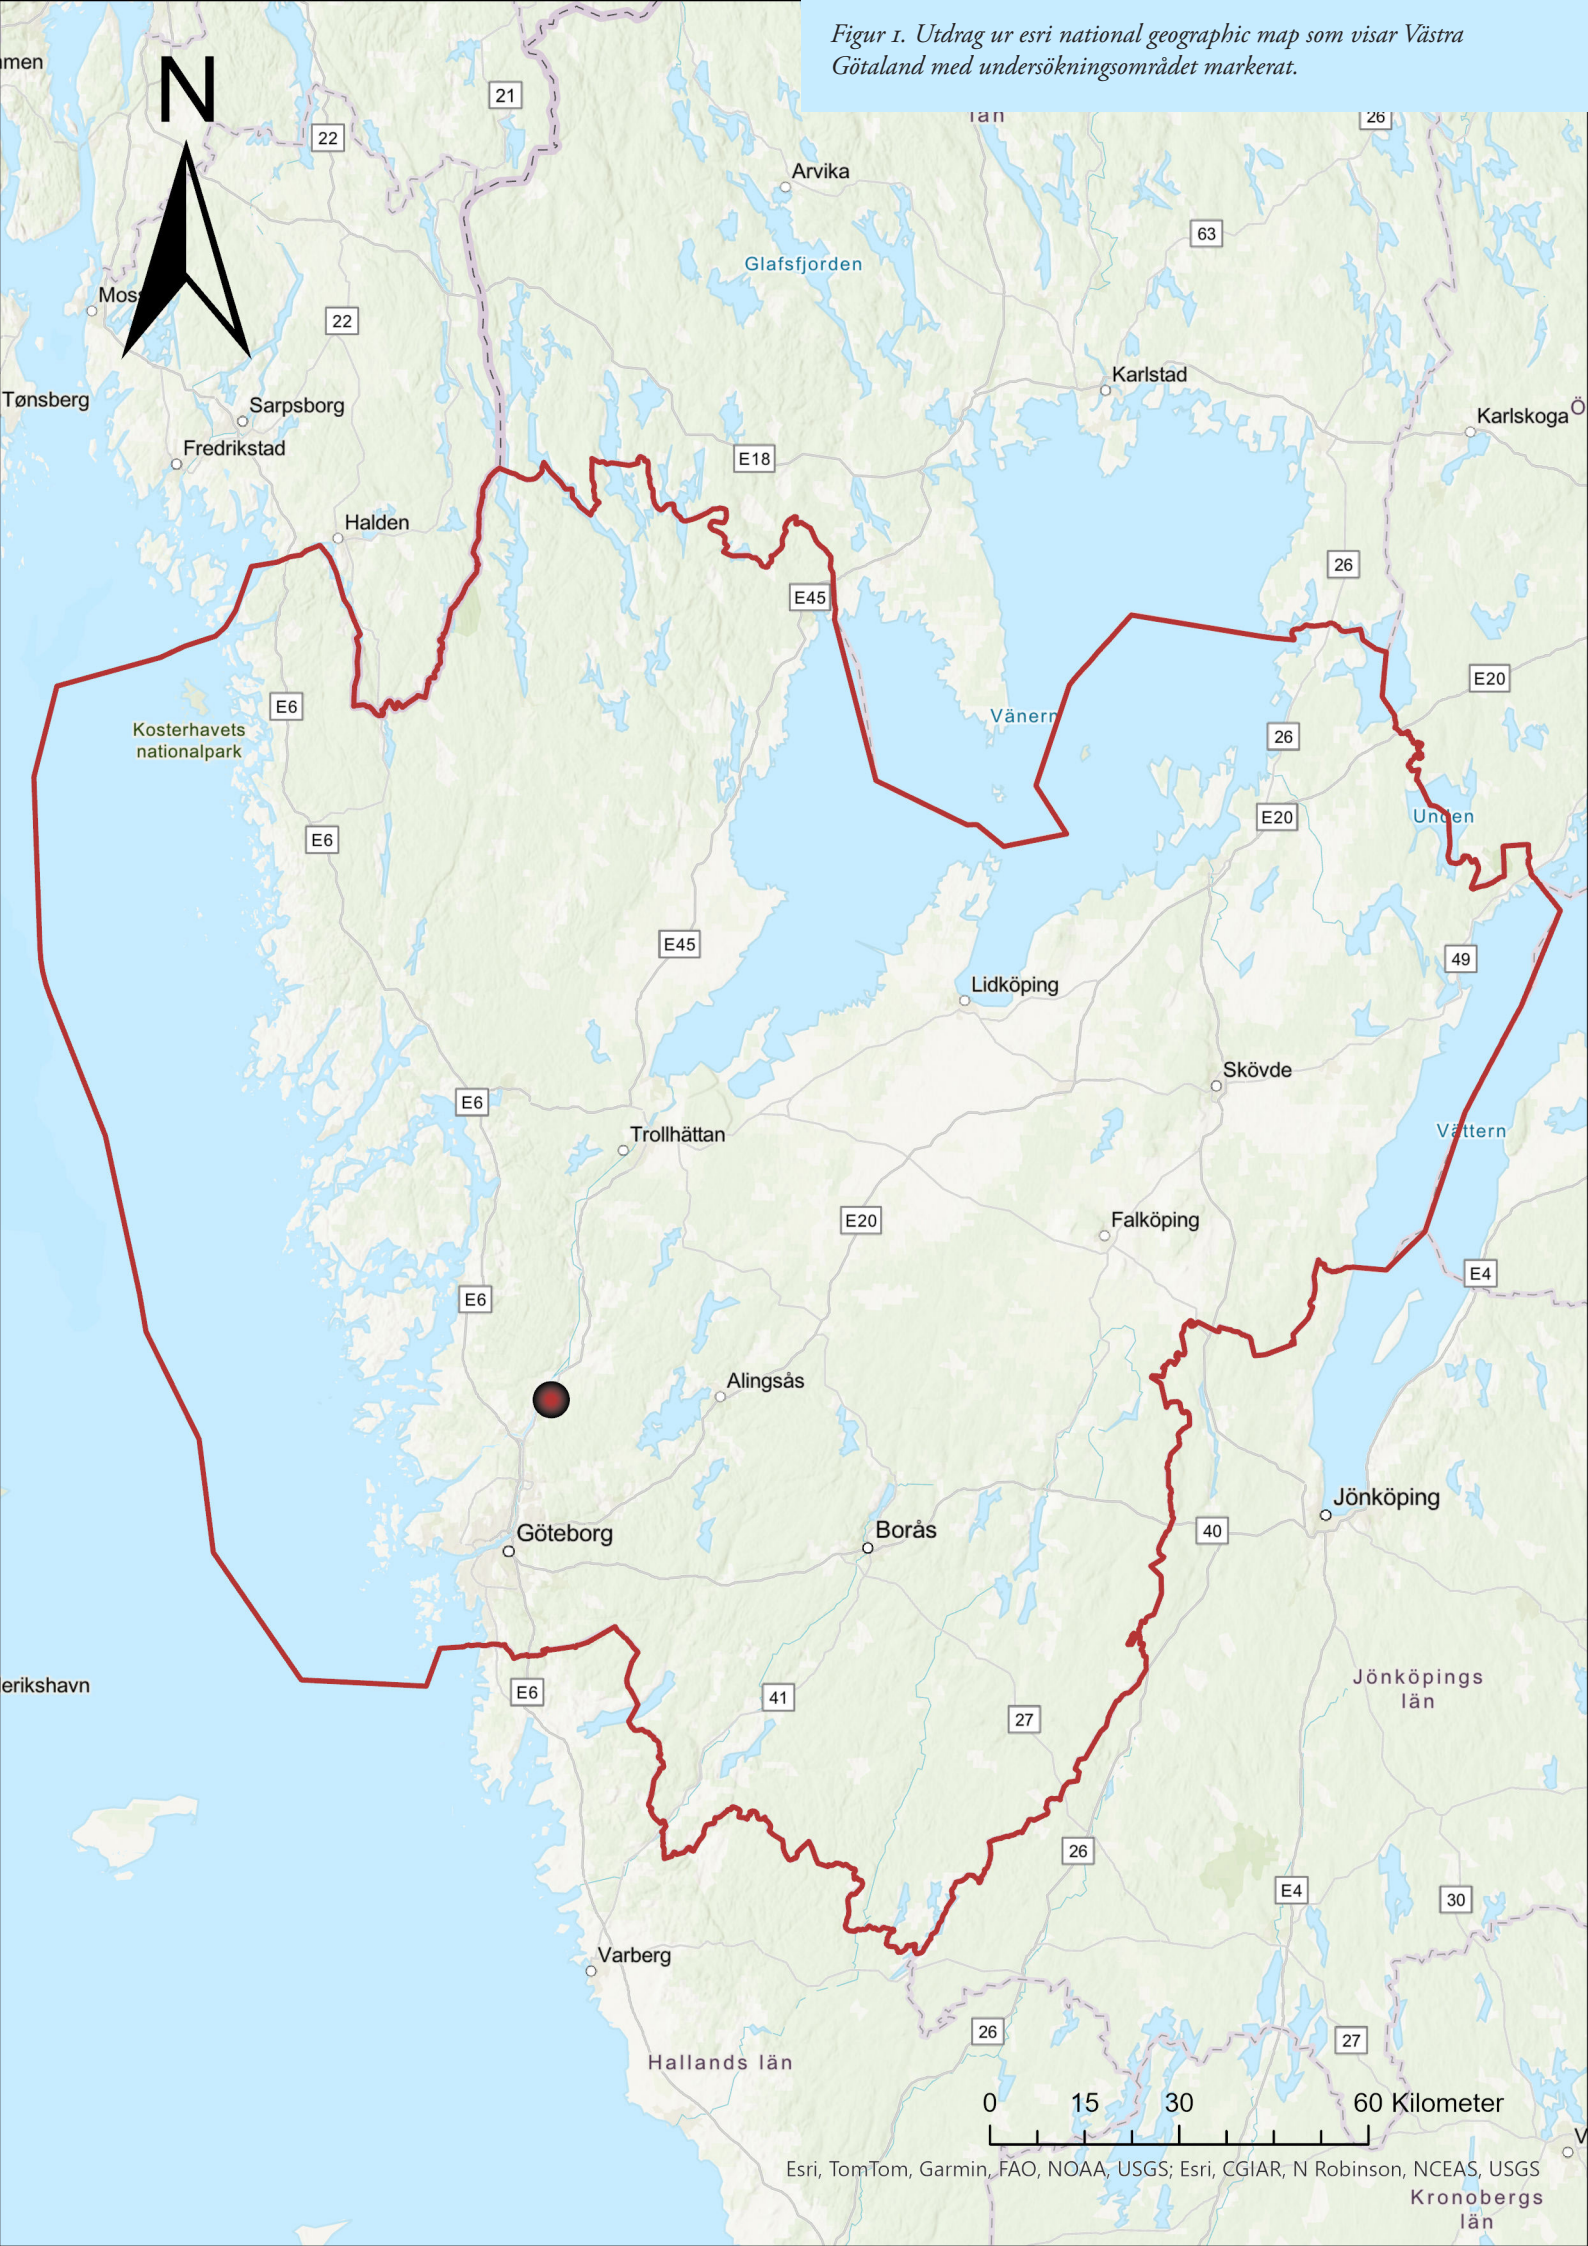 Figur 1. Utdrag ur esri national geographic map som visar Västra
Götaland med undersökningsområdet markerat.
N
21
22
län
26
Arvika
63
Glafsfjorden
Moss
22
Karlstad
Tønsberg
Sarpsborg
Karlskoga
Ö
Fredrikstad
E18
Halden
26
E45
E20
E6
Kosterhavets
nationalpark
Vänern
26
E6
E20
Unden
E45
49
Lidköping
Skövde
E6
Trollhättan
Vättern
E20
Falköping
E4
E6
Alingsås
Jönköping
Göteborg
Borås
40
erikshavn
E6
41
27
Jönköpings
län
26
E4
30
Varberg
26
27
Hallands län
0 15 30 60 Kilometer
V
Esri, TomTom, Garmin, FAO, NOAA, USGS; Esri, CGIAR, N Robinson, NCEAS, USGS
Kronobergs
län